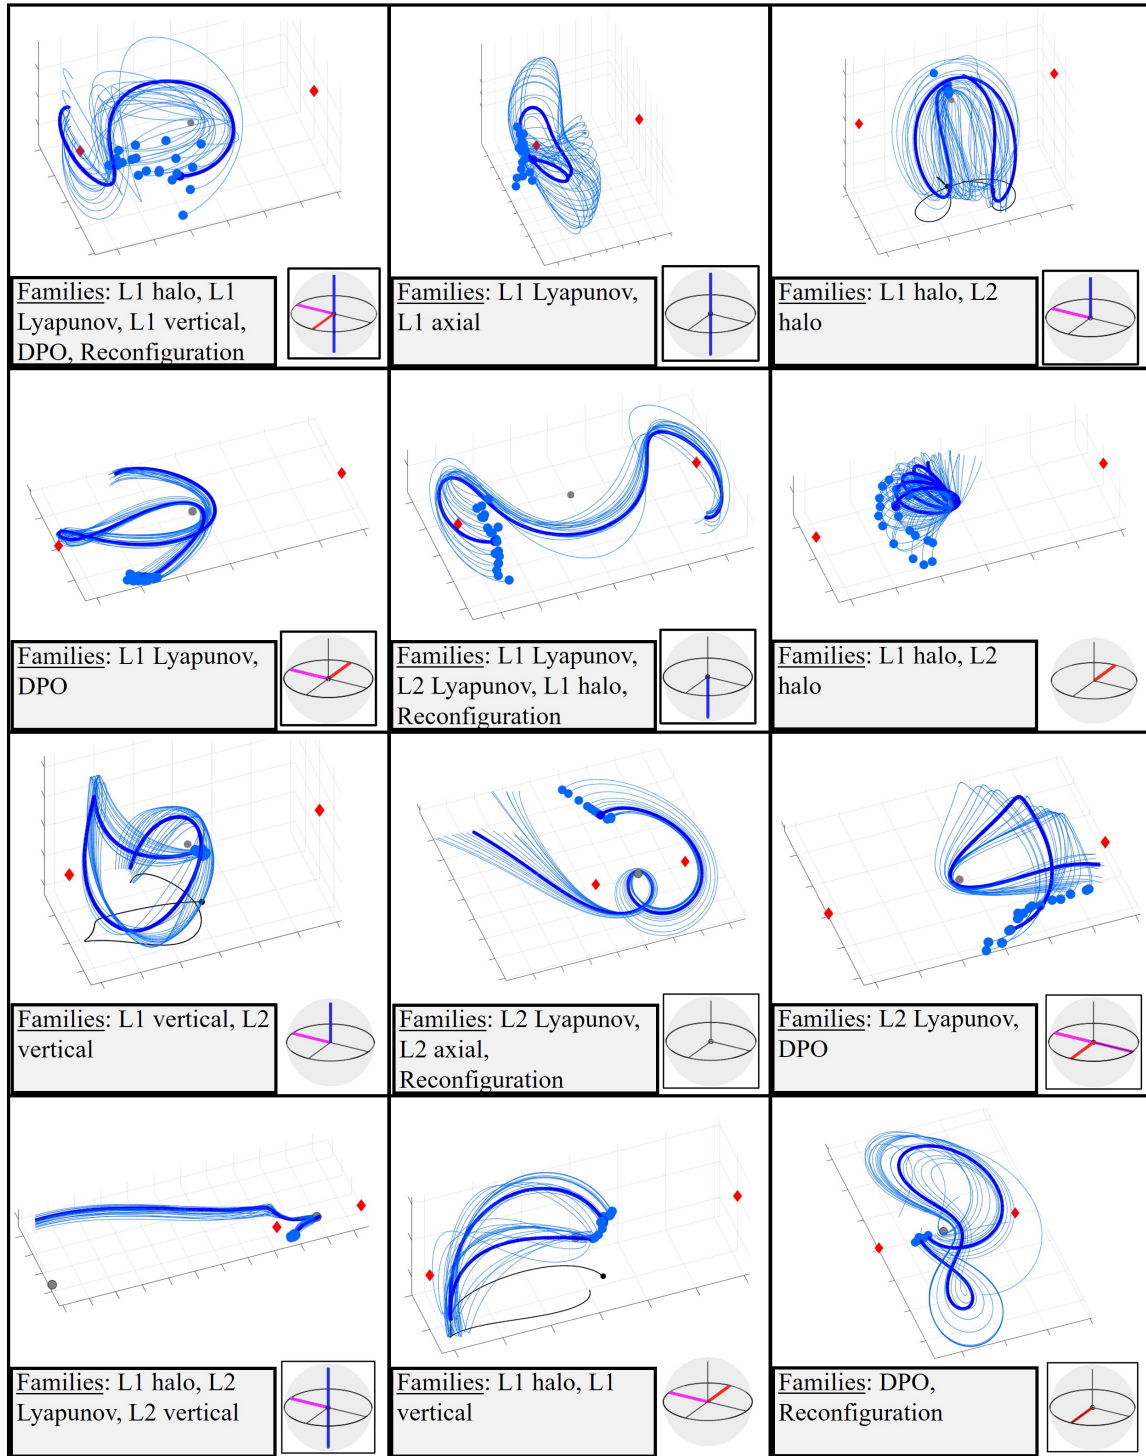 Families: L1 halo, L1
Lyapunov, L1 vertical,
DPO, Reconfiguration
Families: L1 Lyapunov,
L1 axial
Families: L1 halo, L2
halo
Families: L1 Lyapunov,
DPO
Families: L1 Lyapunov,
L2 Lyapunov, L1 halo,
Reconfiguration
Families: L1 halo, L2
halo
Families: L1 vertical, L2
vertical
Families: L2 Lyapunov,
L2 axial,
Reconfiguration
Families: L2 Lyapunov,
DPO
Families: L1 halo, L2
Lyapunov, L2 vertical
Families: L1 halo, L1
vertical
Families: DPO,
Reconfiguration